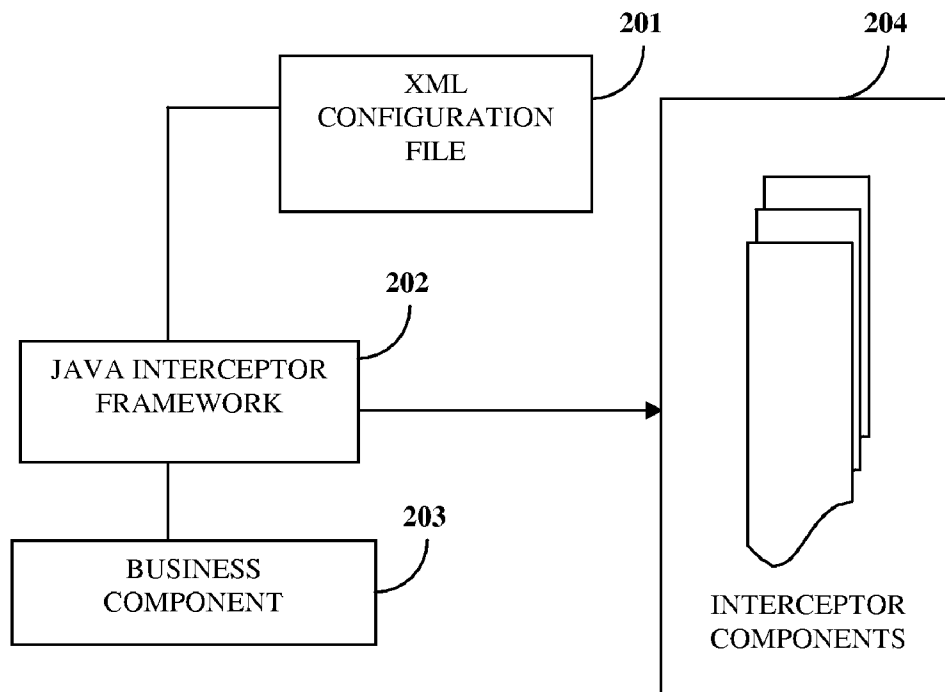 201
204
XML
CONFIGURATION
FILE
202
JAVA INTERCEPTOR
FRAMEWORK
203
BUSINESS
COMPONENT
INTERCEPTOR
COMPONENTS